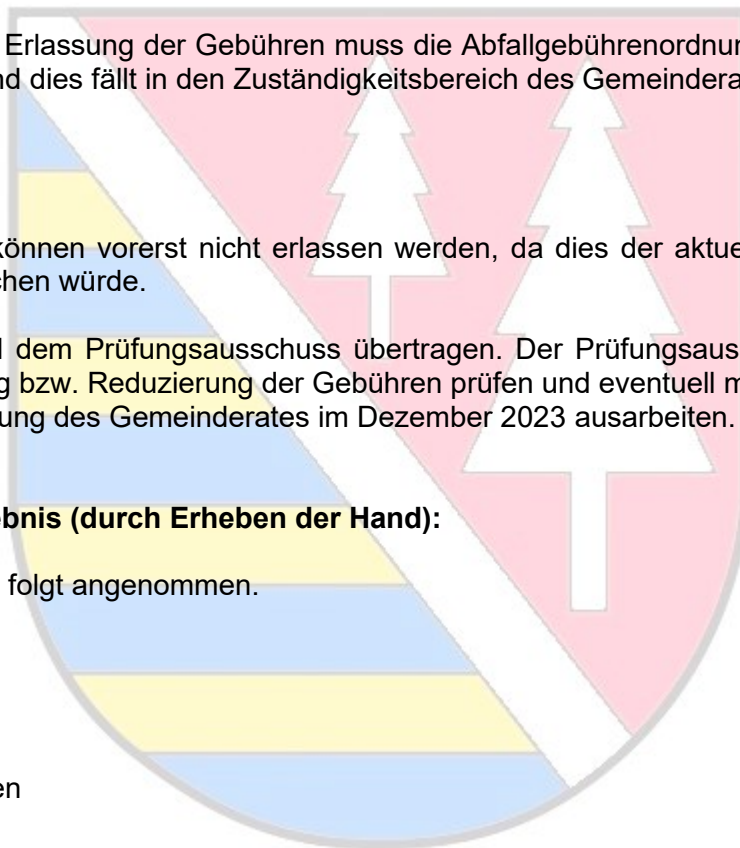 Erlassung der Gebühren muss die Abfallgebührenordnun
nd dies fällt in den Zuständigkeitsbereich des Gemeindera
können vorerst nicht erlassen werden, da dies der aktue
chen würde.
dem Prüfungsausschuss übertragen. Der Prüfungsaus
g bzw. Reduzierung der Gebühren prüfen und eventuell m
ung des Gemeinderates im Dezember 2023 ausarbeiten.
ebnis (durch Erheben der Hand):
folgt angenommen.
en